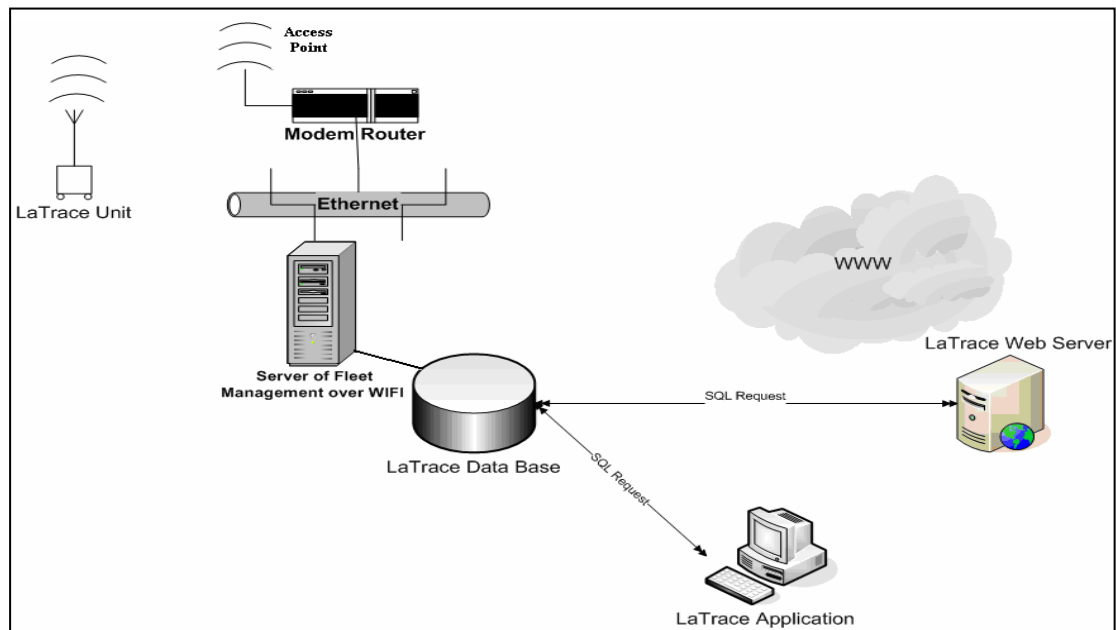 Access
Point
Modem Router
LaTrace Unit
Ethernet
WWW
LaTrace Web Server
Server of Fleet
Management over WIFI
SQL Request
LaTrace Data Base
SQL Request
LaTrace Application